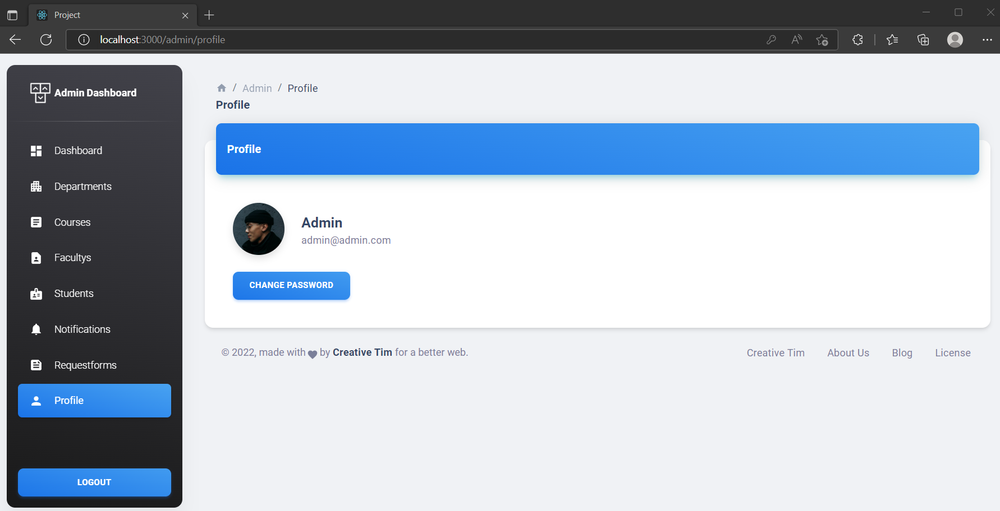 Project
localhost:3000/admin/profile
Admin Dashboard
Dashboard
Departments
Courses
Facultys
Students
Notifications
Requestforms
Profile
LOGOUT
/ Admin / Profile
Profile
Profile
Admin
admin@admin.com
CHANGE PASSWORD
© 2022, made with by Creative Tim for a better web.
Creative Tim About Us Blog License